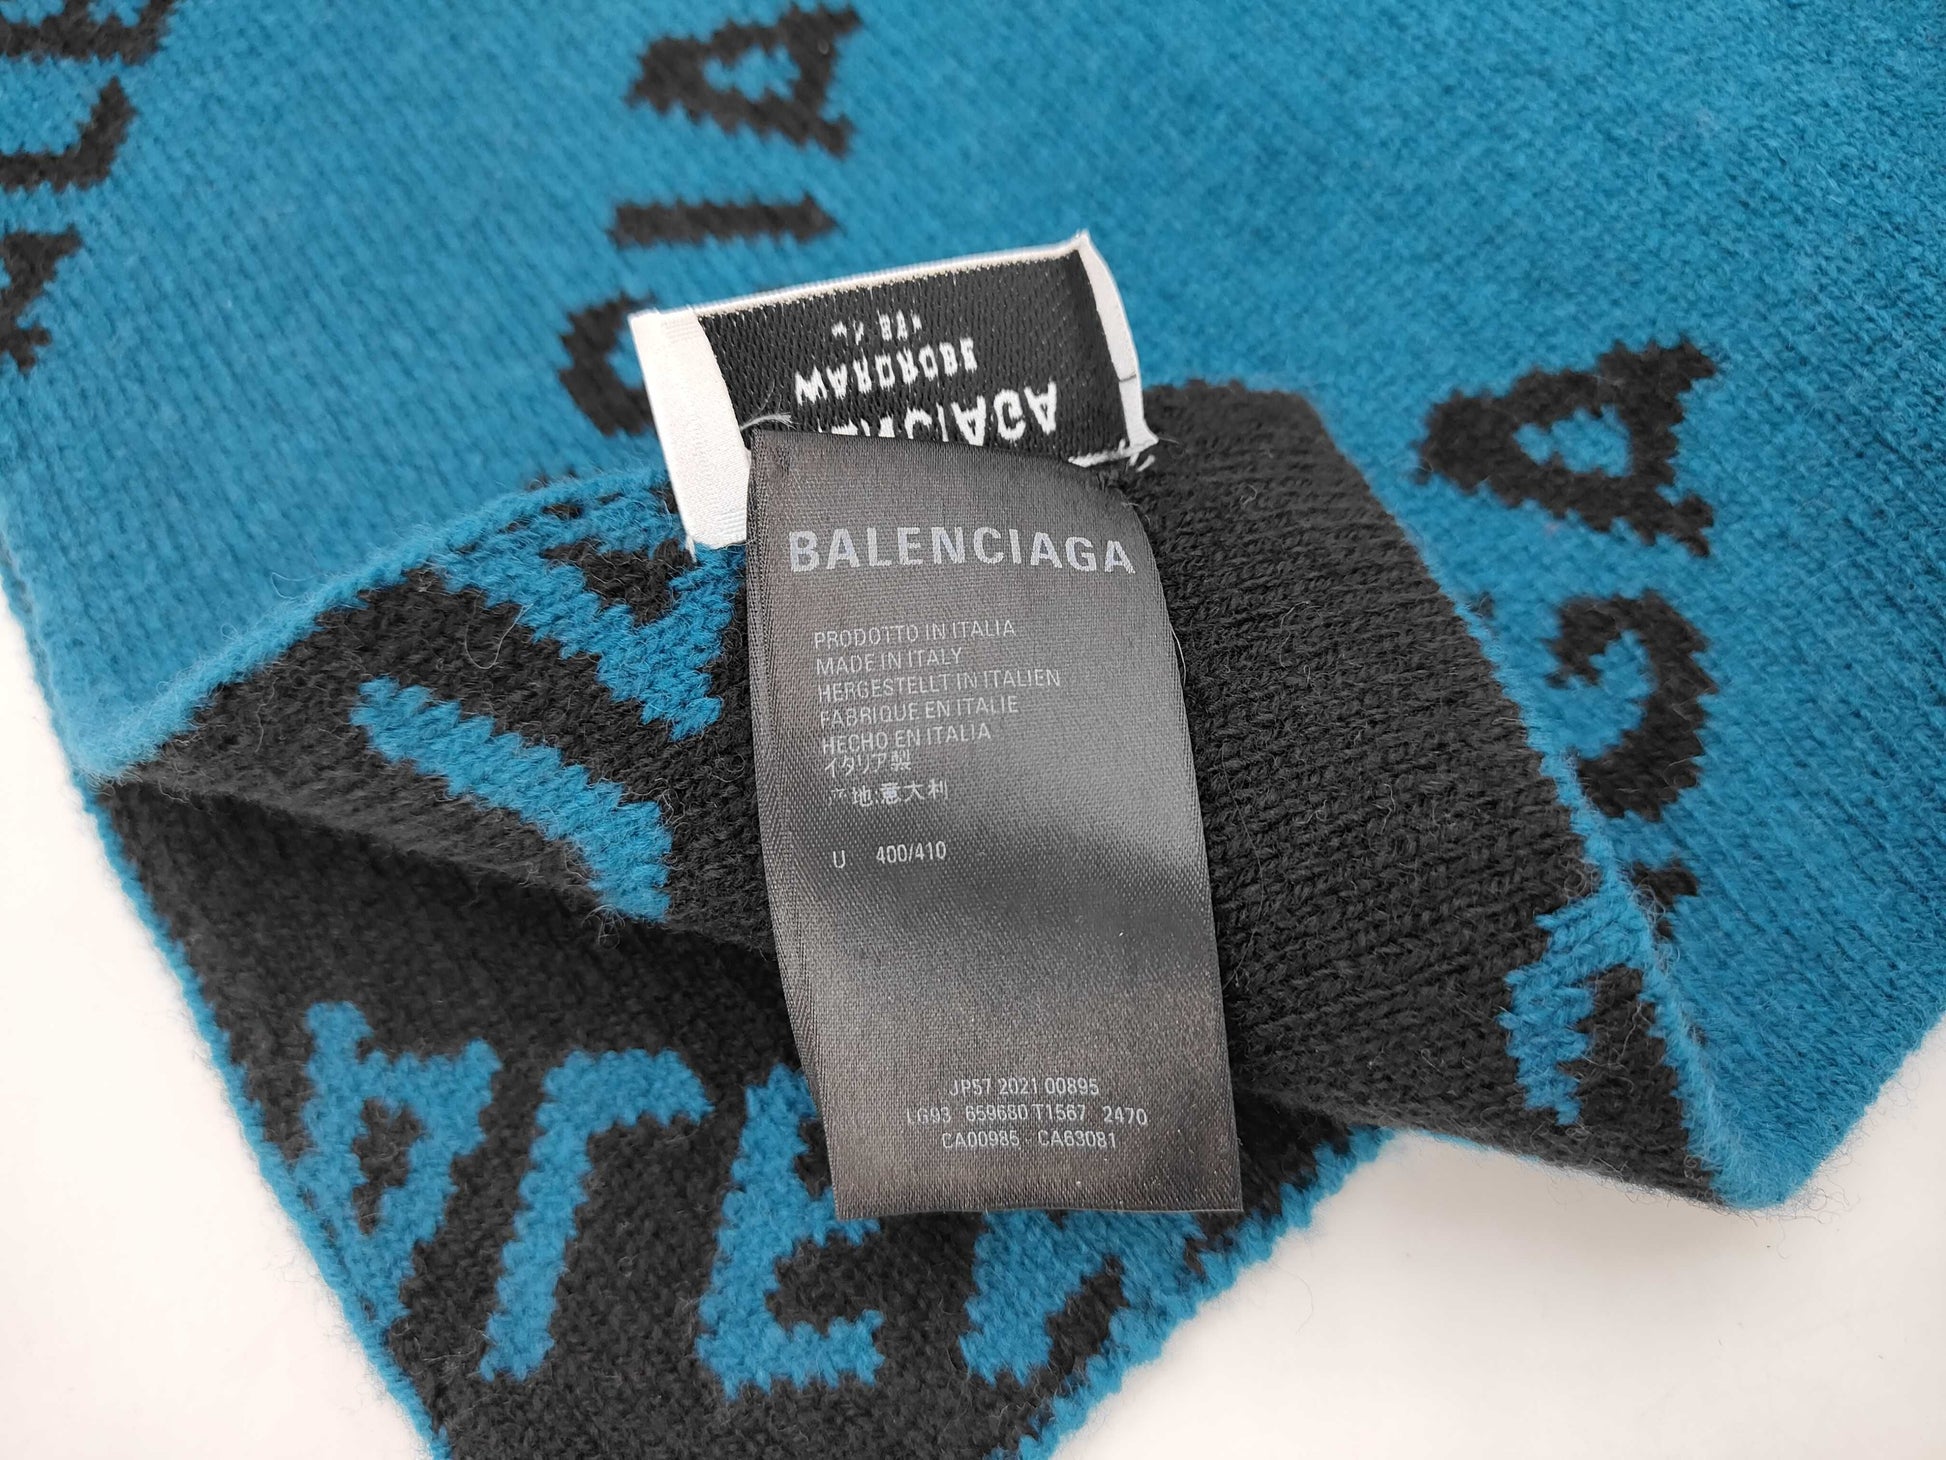 WARDROBE
BALENCIAGA
PRODOTTO IN ITALIA
MADE IN ITALY
HERGESTELLT IN ITALIEN
FABRIQUE EN ITALIE
HECHO EN ITALIA
イタリア製
产地:意大利
U 400/410
JP57 2021 00895
LG93 659680 T1567 2470
CA00985 CA63081